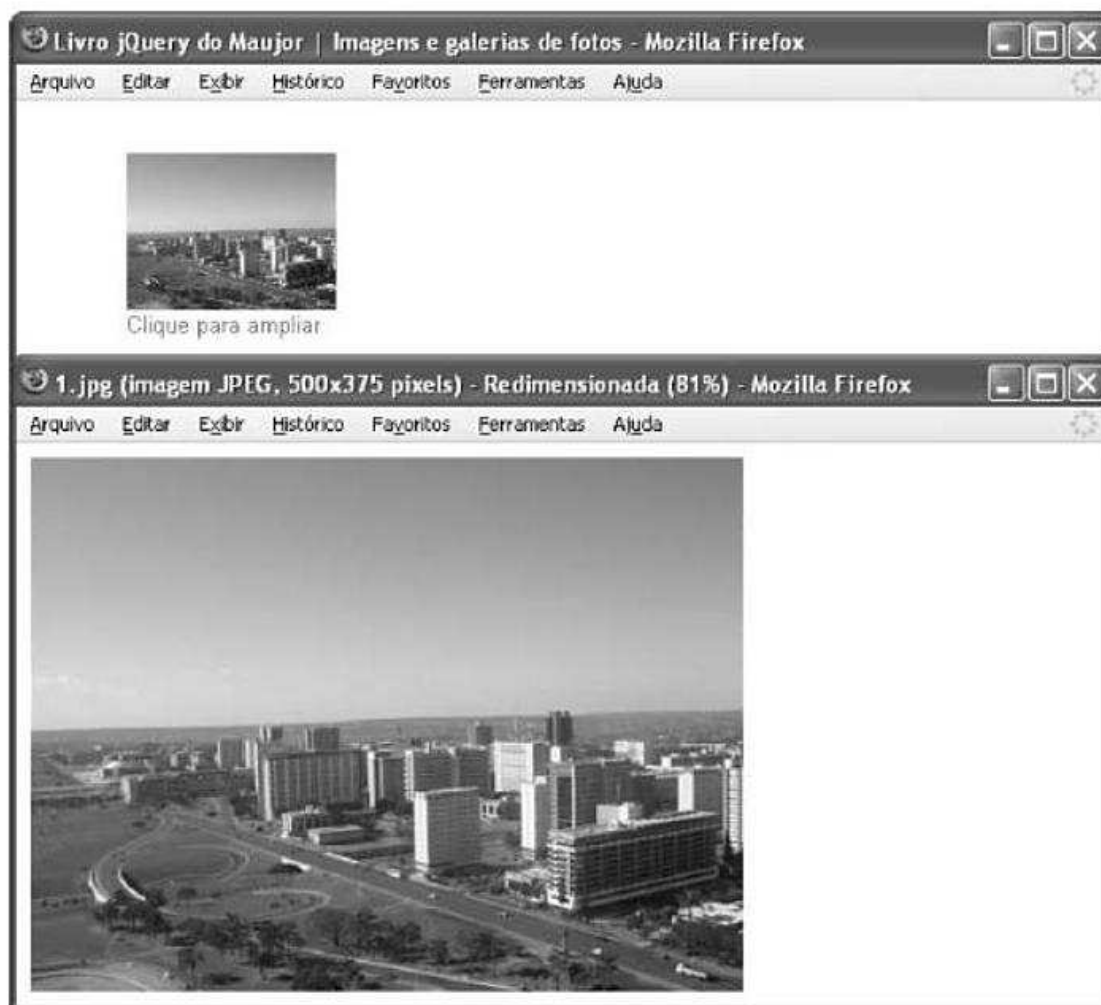 Livro jQuery do Maujor | Imagens e galerias de fotos - Mozilla Firefox
Arquivo Editar Exibir Histórico Favoritos Ferramentas Ajuda
Clique para ampliar
1.jpg (imagem JPEG, 500x375 pixels) - Redimensionada (81%) - Mozilla Firefox
Arquivo Editar Exibir Histórico Favoritos Ferramentas Ajuda